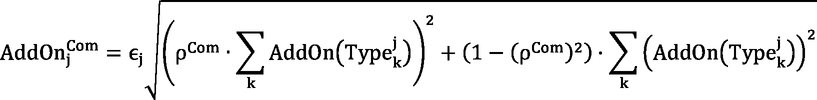 AddOn_j^Com = ϵ_j √((ρ^Com · ∑_k AddOn(Type_k^j))^2 + (1 − (ρ^Com)^2) · ∑_k (AddOn(Type_k^j))^2)